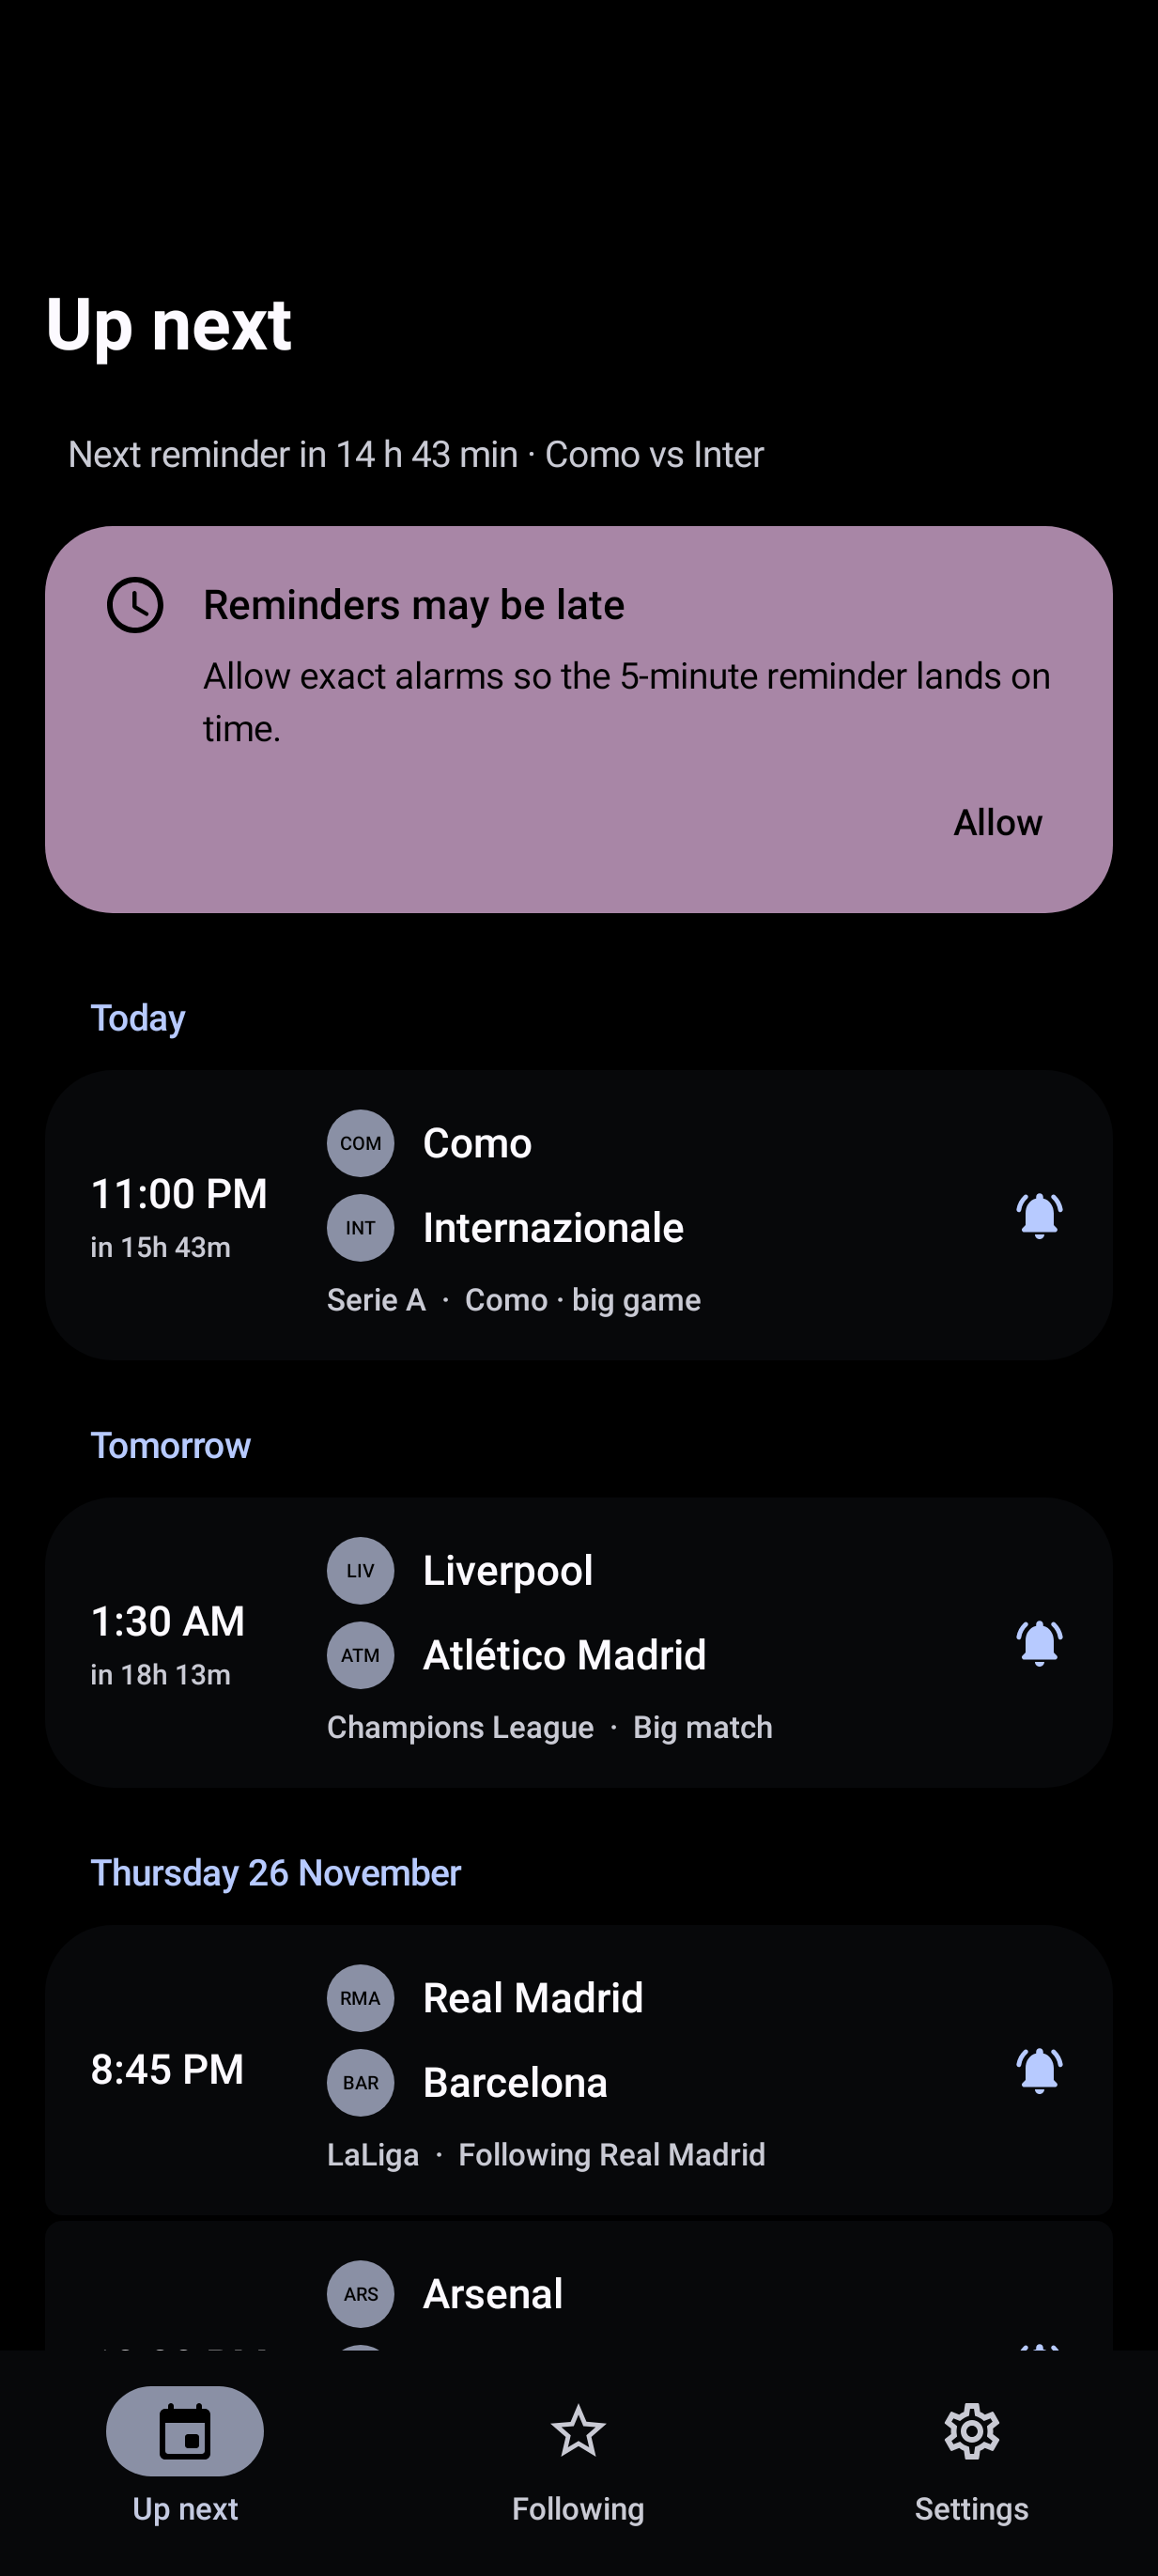 Up next
Next reminder in 14 h 43 min · Como vs Inter
Reminders may be late
Allow exact alarms so the 5-minute reminder lands on
time.
Allow
Today
COM Como
11:00 PM
INT Internazionale
in 15h 43m
Serie A · Como · big game
Tomorrow
LIV Liverpool
1:30 AM
ATM Atlético Madrid
in 18h 13m
Champions League · Big match
Thursday 26 November
RMA Real Madrid
8:45 PM
BAR Barcelona
LaLiga · Following Real Madrid
ARS Arsenal
Up next
Following
Settings